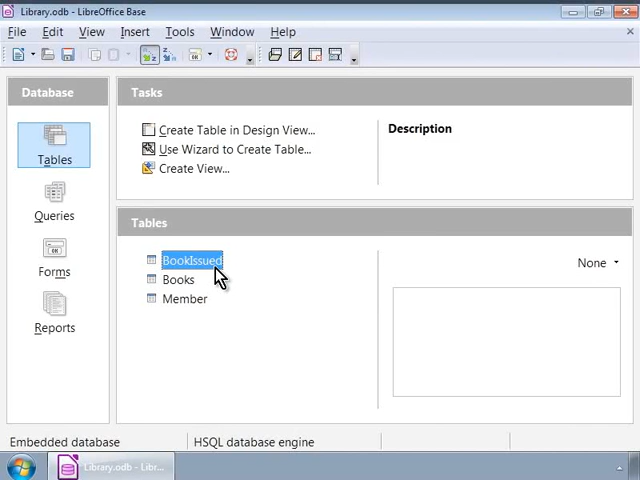 Library.odb - LibreOffice Base
File Edit View Insert Tools Window Help
Database
Tables
Queries
Forms
Reports
Tasks
Create Table in Design View...
Use Wizard to Create Table...
Create View...
Description
Tables
BookIssued
Books
Member
None
Embedded database
HSQL database engine
Library.odb - Libr...